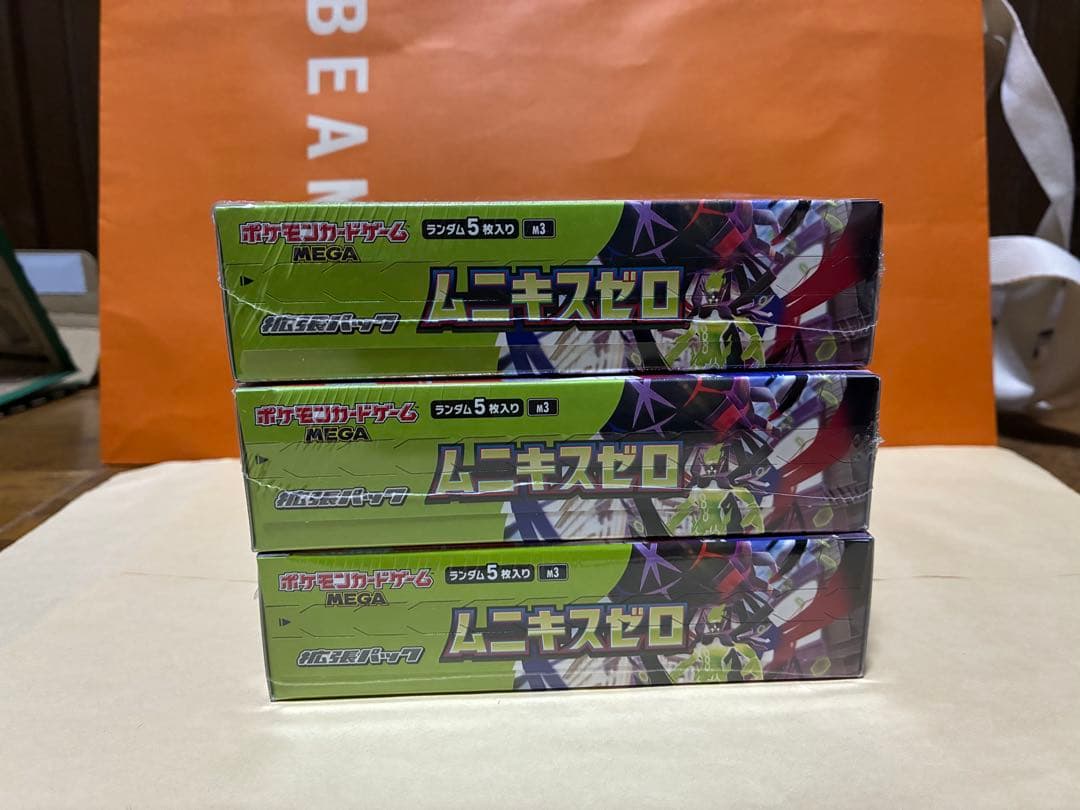 BEAM
ポケモンカードゲーム
MEGA
ランダム5枚入り M3
ムニキスゼロ
拡張パック
ポケモンカードゲーム
MEGA
ランダム5枚入り M3
ムニキスゼロ
拡張パック
ポケモンカードゲーム
MEGA
ランダム5枚入り M3
ムニキスゼロ
拡張パック